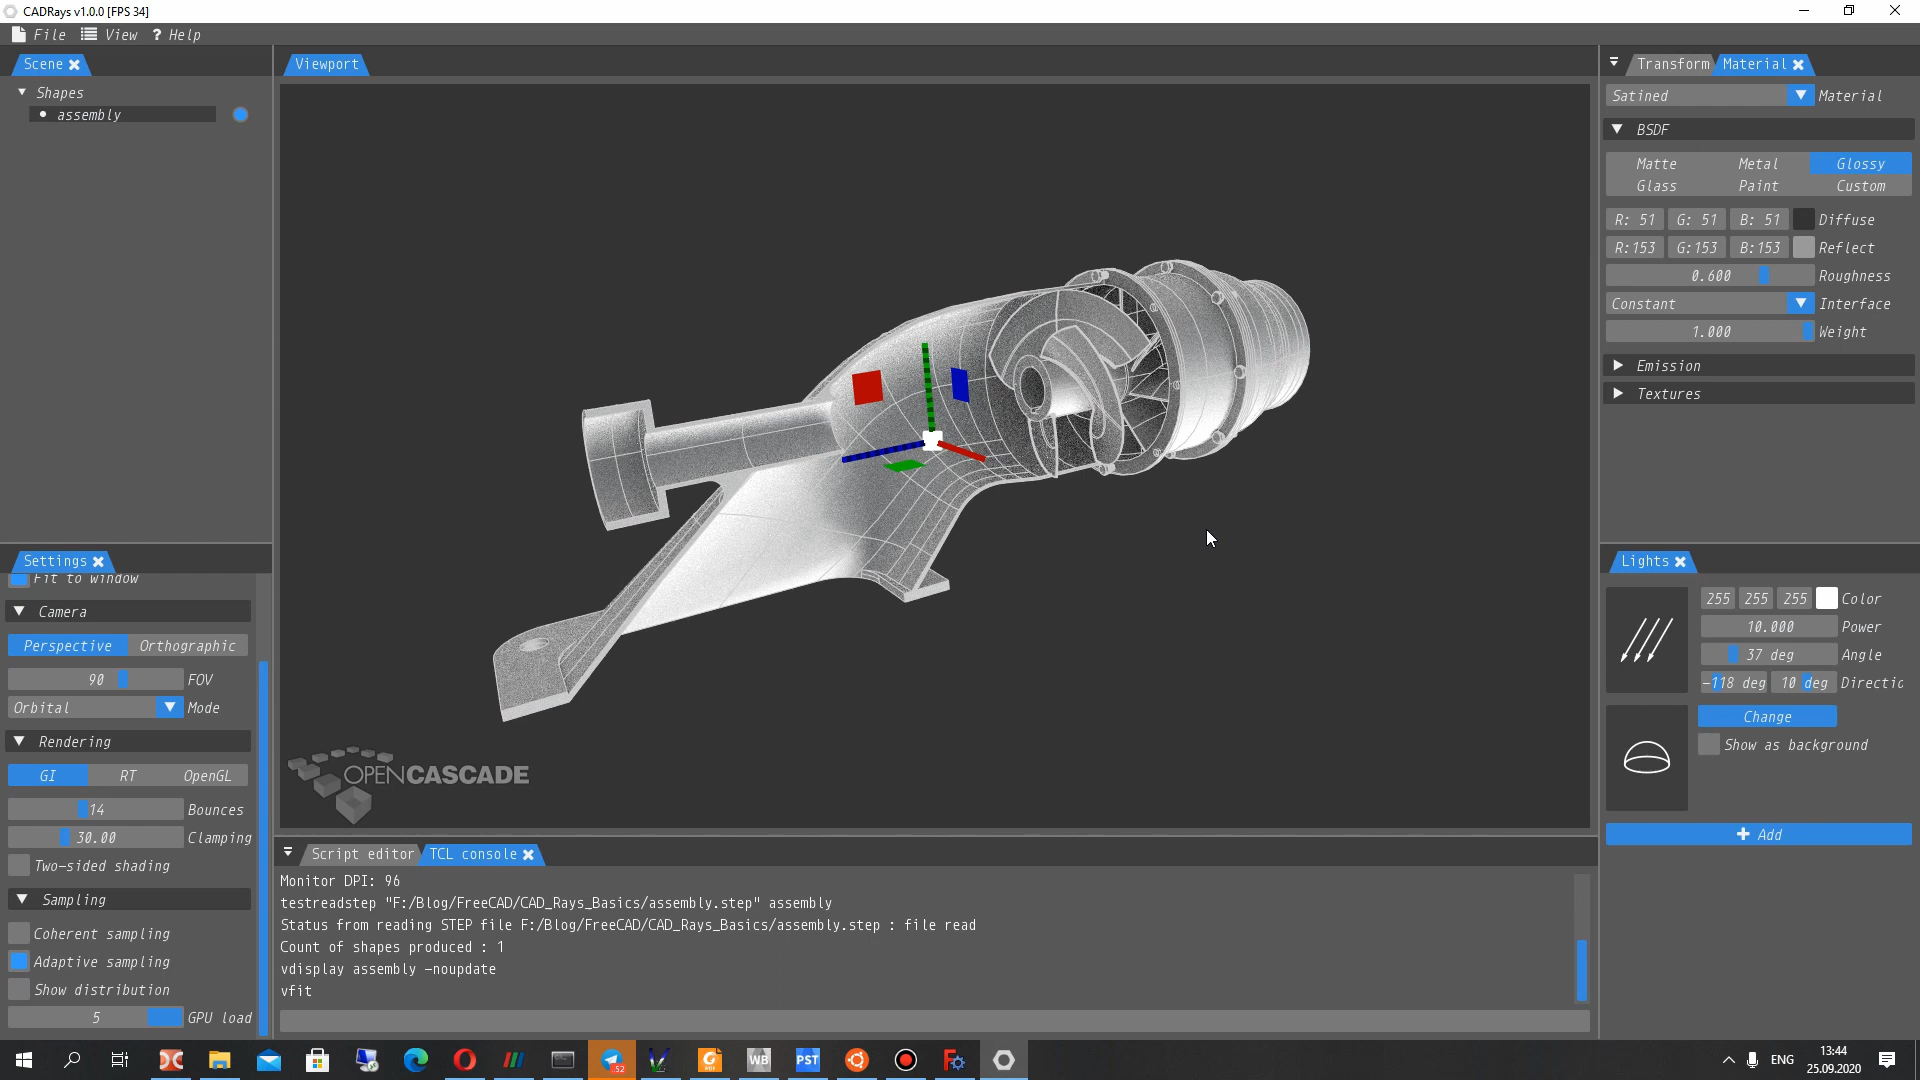 CADRays v1.0.0 [FPS 34]
File View ? Help
Scene
Shapes
assembly
Viewport
Transform Material
Satined Material
BSDF
Matte Metal Glossy
Glass Paint Custom
R: 51 G: 51 B: 51 Diffuse
R:153 G:153 B:153 Reflect
0.600 Roughness
Constant Interface
1.000 Weight
Emission
Textures
Settings
Fit to window
Camera
Perspective Orthographic
90 FOV
Orbital Mode
Rendering
GI RT OpenGL
14 Bounces
30.00 Clamping
Two-sided shading
Sampling
Coherent sampling
Adaptive sampling
Show distribution
5 GPU load
OPENCASCADE
Script editor TCL console
Monitor DPI: 96
testreadstep "F:/Blog/FreeCAD/CAD_Rays_Basics/assembly.step" assembly
Status from reading STEP file F:/Blog/FreeCAD/CAD_Rays_Basics/assembly.step : file read
Count of shapes produced : 1
vdisplay assembly -noupdate
vfit
Lights
255 255 255 Color
10.000 Power
37 deg Angle
-118 deg 10 deg Directic
Change
Show as background
+ Add
52
WB
PST
ENG
13:44
25.09.2020